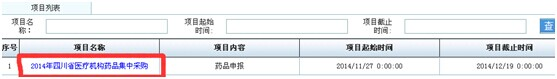 项目列表
项目名称: 项目起始时间: 项目截止时间: 查
序号 项目名称 项目内容 项目起始时间 项目截止时间
1 2014年四川省医疗机构药品集中采购 药品申报 2014/11/27 0:00:00 2014/12/19 0:00:00